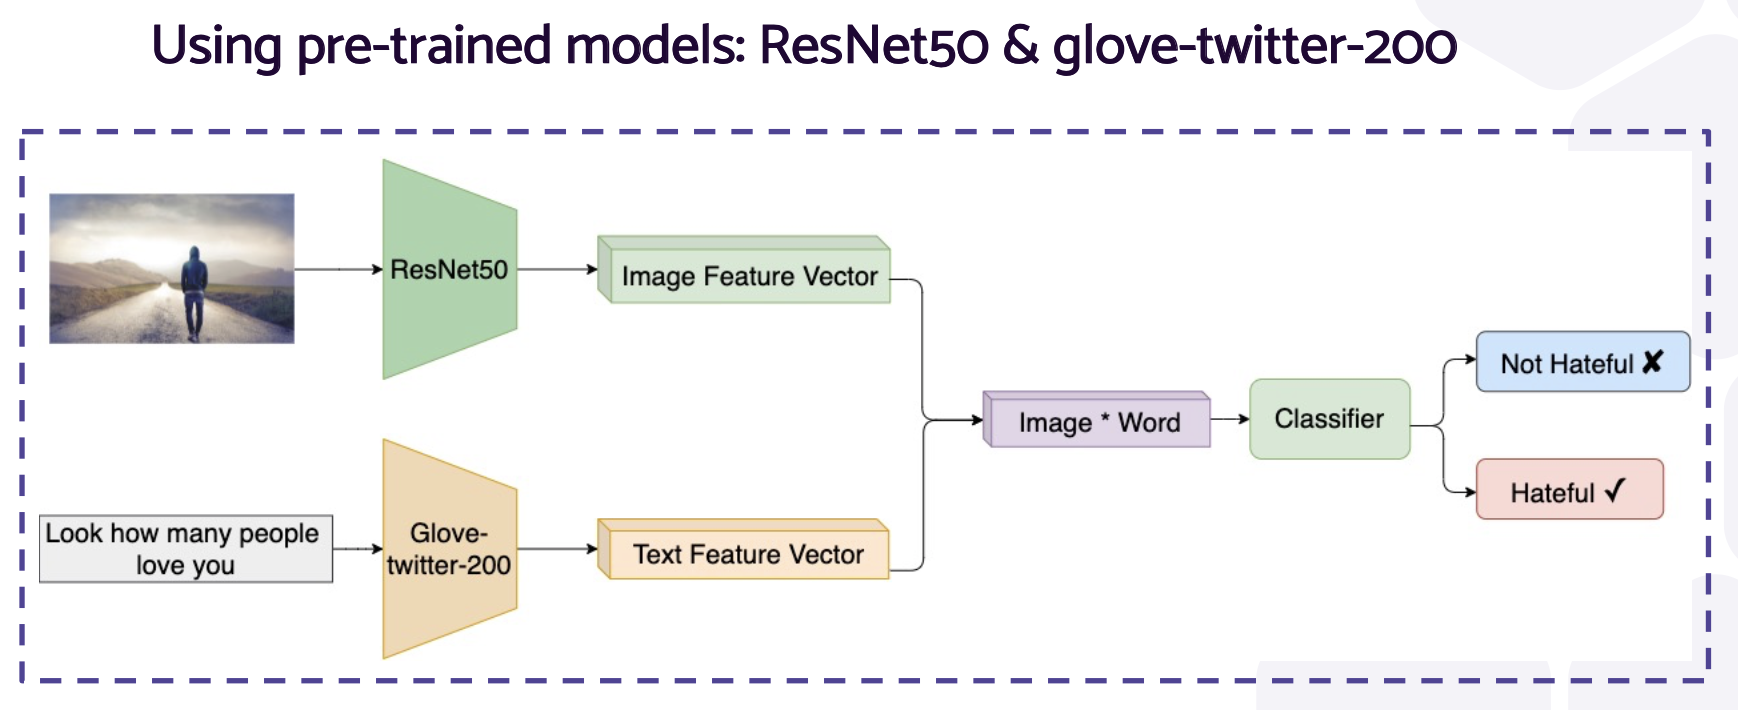 Using pre-trained models: ResNet50 & glove-twitter-200
ResNet50
Image Feature Vector
Look how many people
love you
Glove-
twitter-200
Text Feature Vector
Image * Word
Classifier
Not Hateful ✘
Hateful ✓